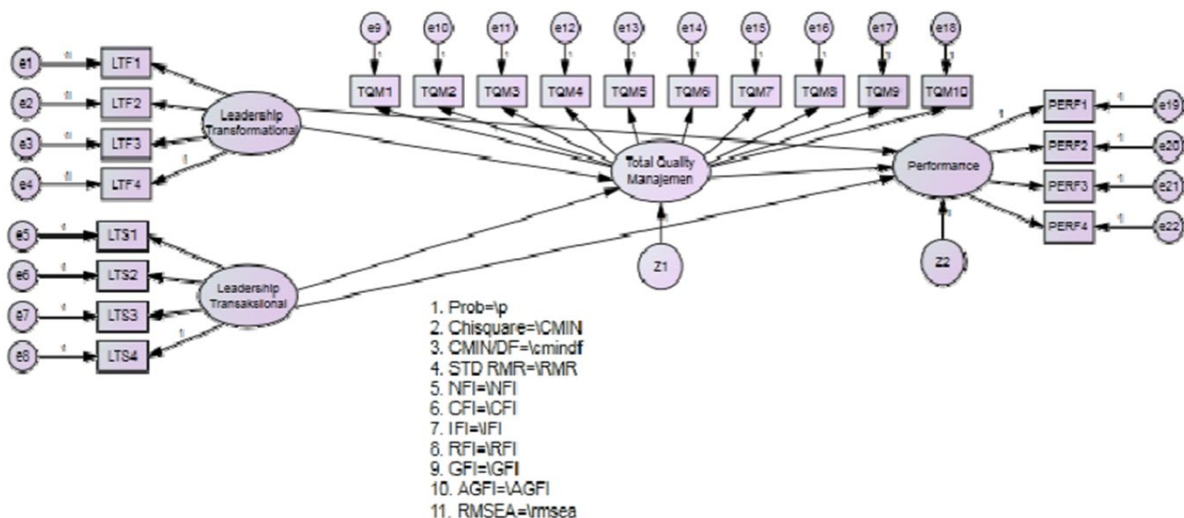 e9 e10 e11 e12 e13 e14 e15 e16 e17 e18
e1 LTF1
TQM1 TQM2 TQM3 TQM4 TQM5 TQM6 TQM7 TQM8 TQM9 TQM10
e2 LTF2
Leadership
Transformational
e3 LTF3
e4 LTF4
PERF1 e19
PERF2 e20
PERF3 e21
PERF4 e22
Total Quality
Manajemen
Performance
e5 LTS1
e6 LTS2
Leadership
Transaksiional
e7 LTS3
e8 LTS4
Z1
Z2
1. Prob=\p
2. Chisquare=\CMIN
3. CMIN/DF=\cmindf
4. STD RMR=\RMR
5. NFI=\NFI
6. CFI=\CFI
7. IFI=\IFI
8. RFI=\RFI
9. GFI=\GFI
10. AGFI=\AGFI
11. RMSEA=\rmsea